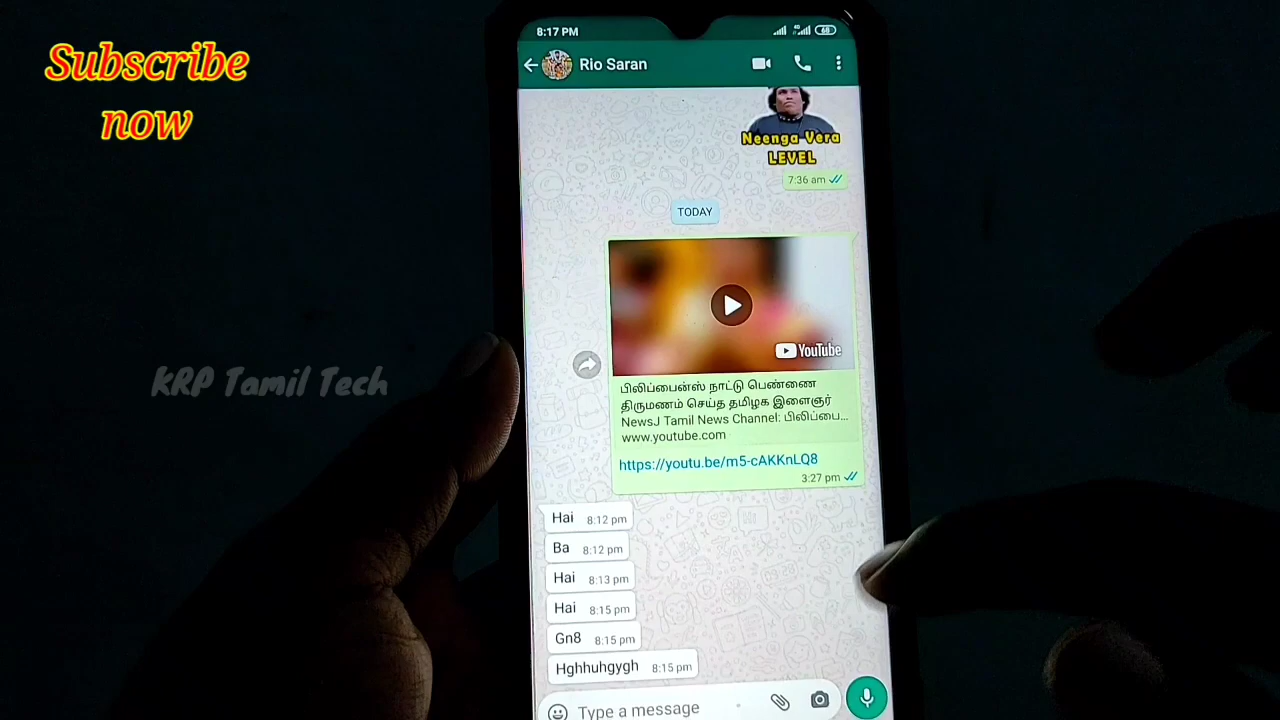 Subscribe
now
KRP Tamil Tech
8:17 PM
4G
68
Rio Saran
Neenga Vera
LEVEL
7:36 am
TODAY
YouTube
பிலிப்பைன்ஸ் நாட்டு பெண்ணை
திருமணம் செய்த தமிழக இளைஞர்
NewsJ Tamil News Channel: பிலிப்பை...
www.youtube.com
https://youtu.be/m5-cAKKnLQ8
3:27 pm
Hai 8:12 pm
Ba 8:12 pm
Hai 8:13 pm
Hai 8:15 pm
Gn8 8:15 pm
Hghhuhgygh 8:15 pm
Type a message